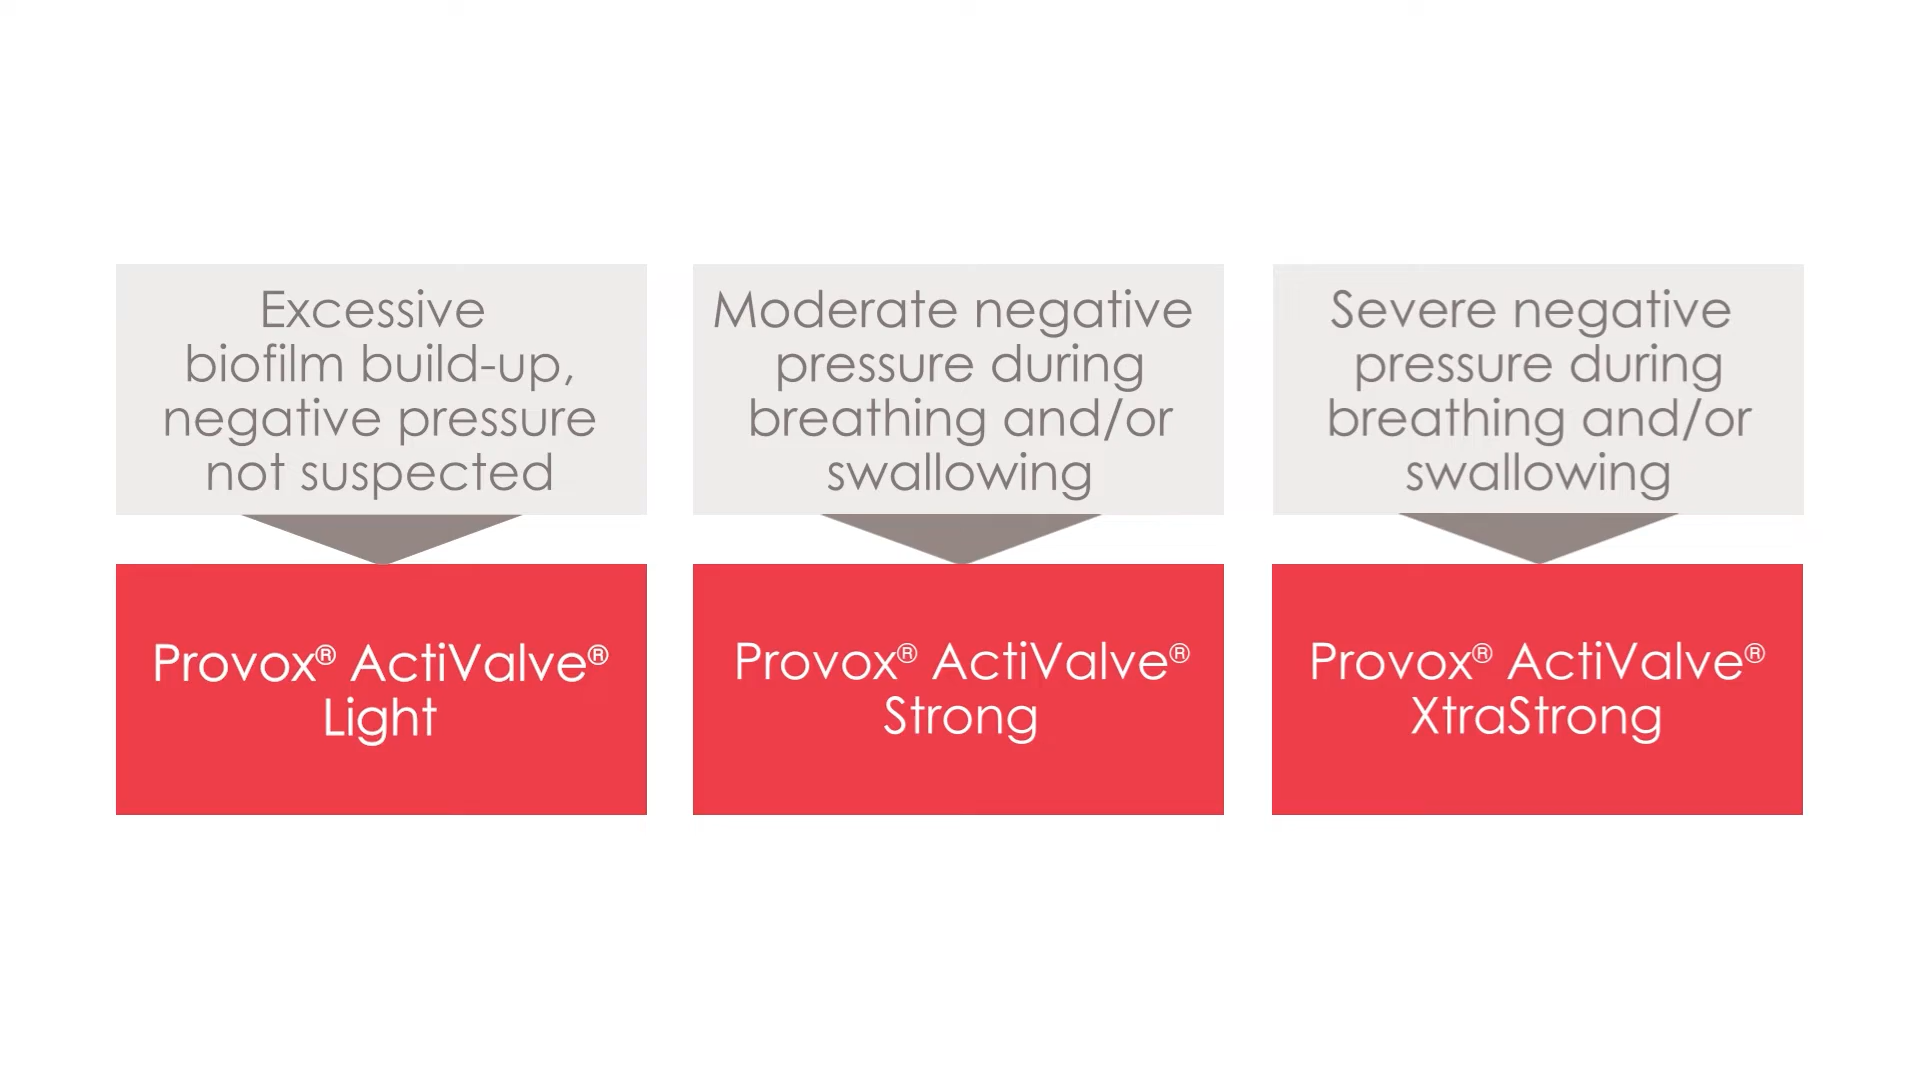 Excessive
biofilm build-up,
negative pressure
not suspected
Provox® ActiValve®
Light
Moderate negative
pressure during
breathing and/or
swallowing
Provox® ActiValve®
Strong
Severe negative
pressure during
breathing and/or
swallowing
Provox® ActiValve®
XtraStrong